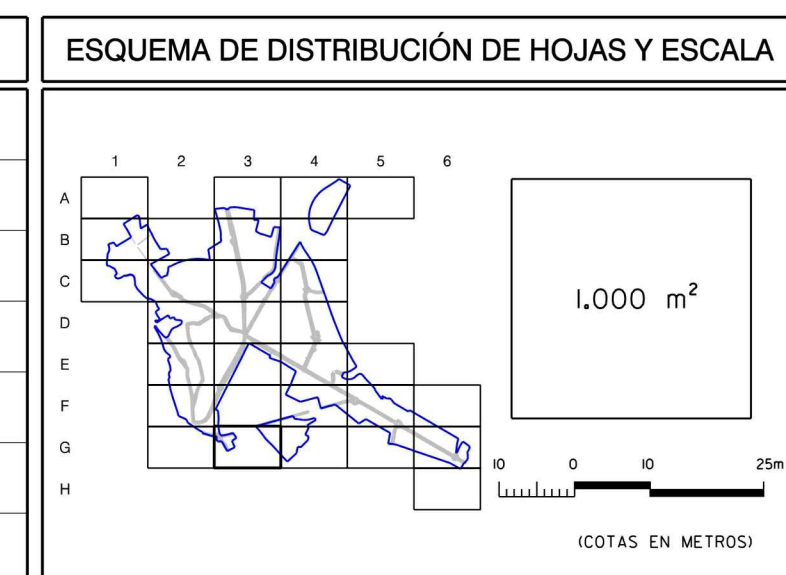 ESQUEMA DE DISTRIBUCIÓN DE HOJAS Y ESCALA
1 2 3 4 5 6
A
B
C
D
E
F
G
H
1.000 m²
10 0 10 25m
(COTAS EN METROS)